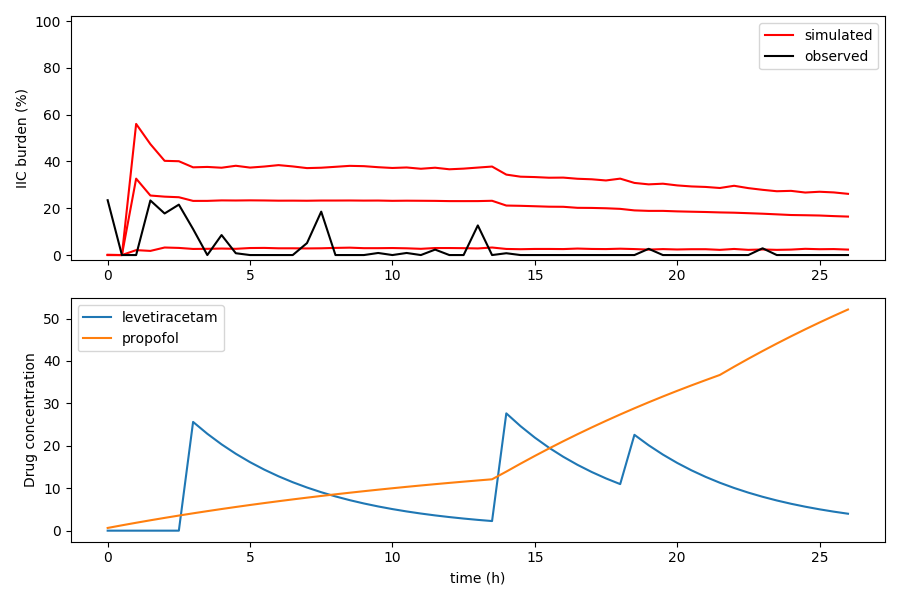 100
80
60
40
20
0
IIC burden (%)
simulated
observed
0 5 10 15 20 25
50
40
30
20
10
0
Drug concentration
levetiracetam
propofol
0 5 10 15 20 25
time (h)